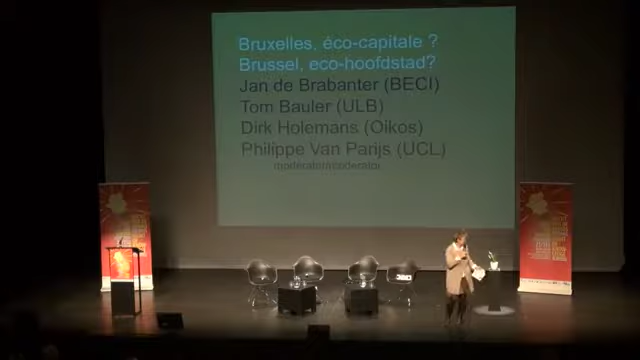 Bruxelles, éco-capitale ?
Brussel, eco-hoofdstad?
Jan de Brabanter (BECI)
Tom Bauler (ULB)
Dirk Holemans (Oikos)
Philippe Van Parijs (UCL)